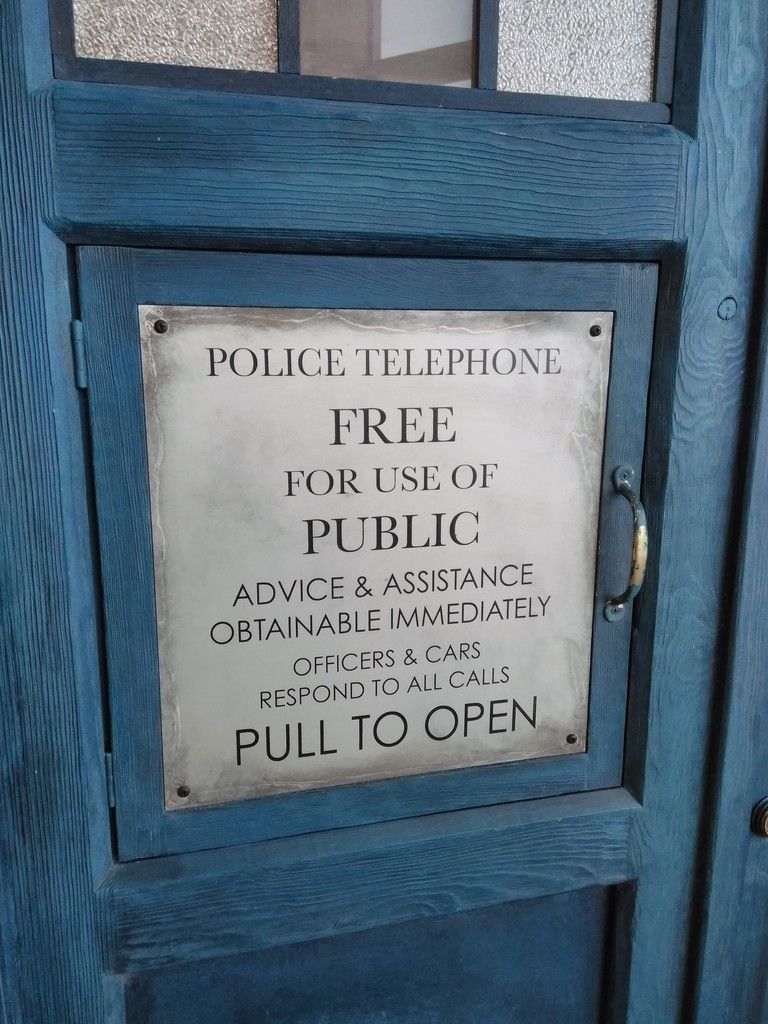 POLICE TELEPHONE
FREE
FOR USE OF
PUBLIC
ADVICE & ASSISTANCE
OBTAINABLE IMMEDIATELY
OFFICERS & CARS
RESPOND TO ALL CALLS
PULL TO OPEN